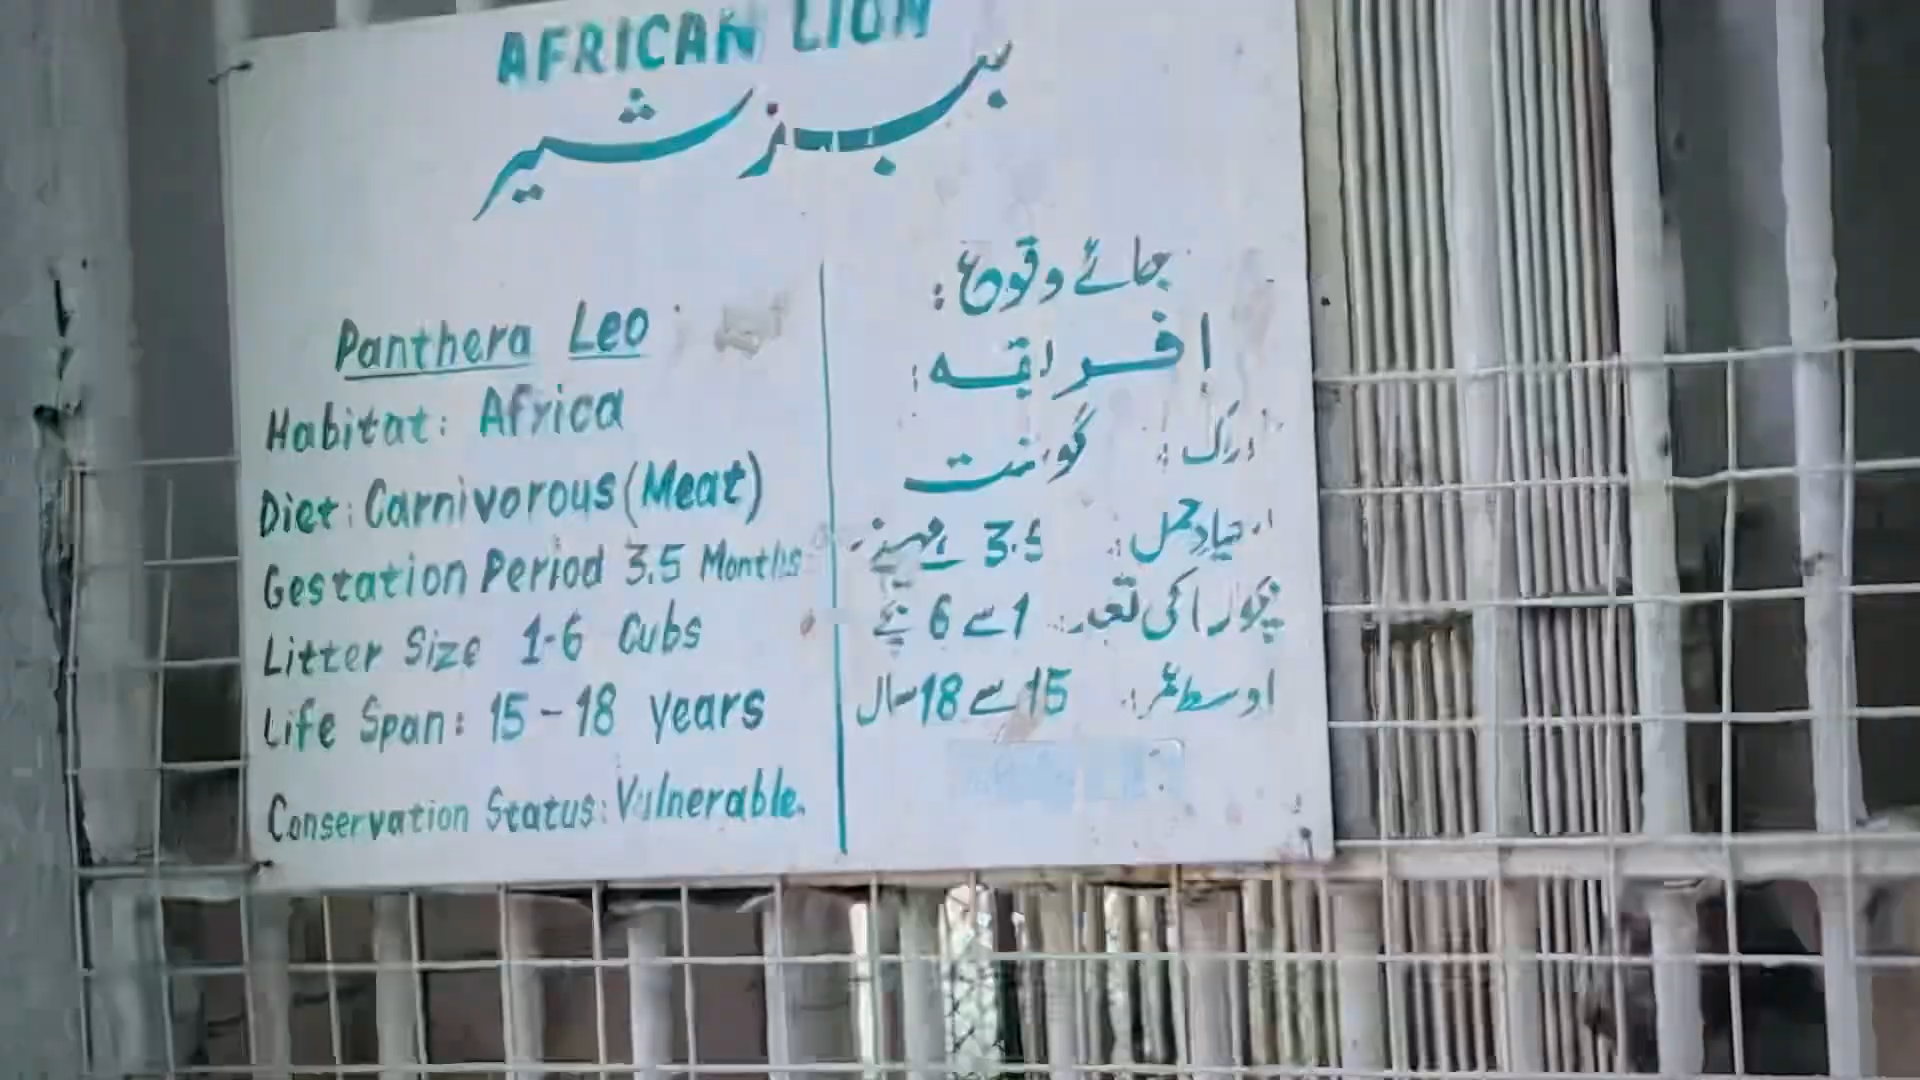 AFRICAN LION
ببر شیر
Panthera Leo
Habitat: Africa
Diet: Carnivorous (Meat)
Gestation Period 3.5 Months
Litter Size 1-6 Cubs
Life Span: 15-18 years
Conservation Status: Vulnerable.
جائے وقوع:
افریقہ:
گوشت
3.5 مہینے
1 سے 6 بچے
اوسط عمر: 15 سے 18 سال